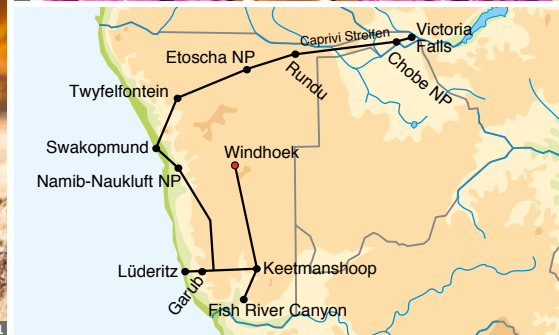 Victoria
Falls
Caprivi Streifen
Etoscha NP
Rundu
Chobe NP
Twyfelfontein
Swakopmund
Windhoek
Namib-Naukluft NP
Lüderitz
Garub
Keetmanshoop
Fish River Canyon